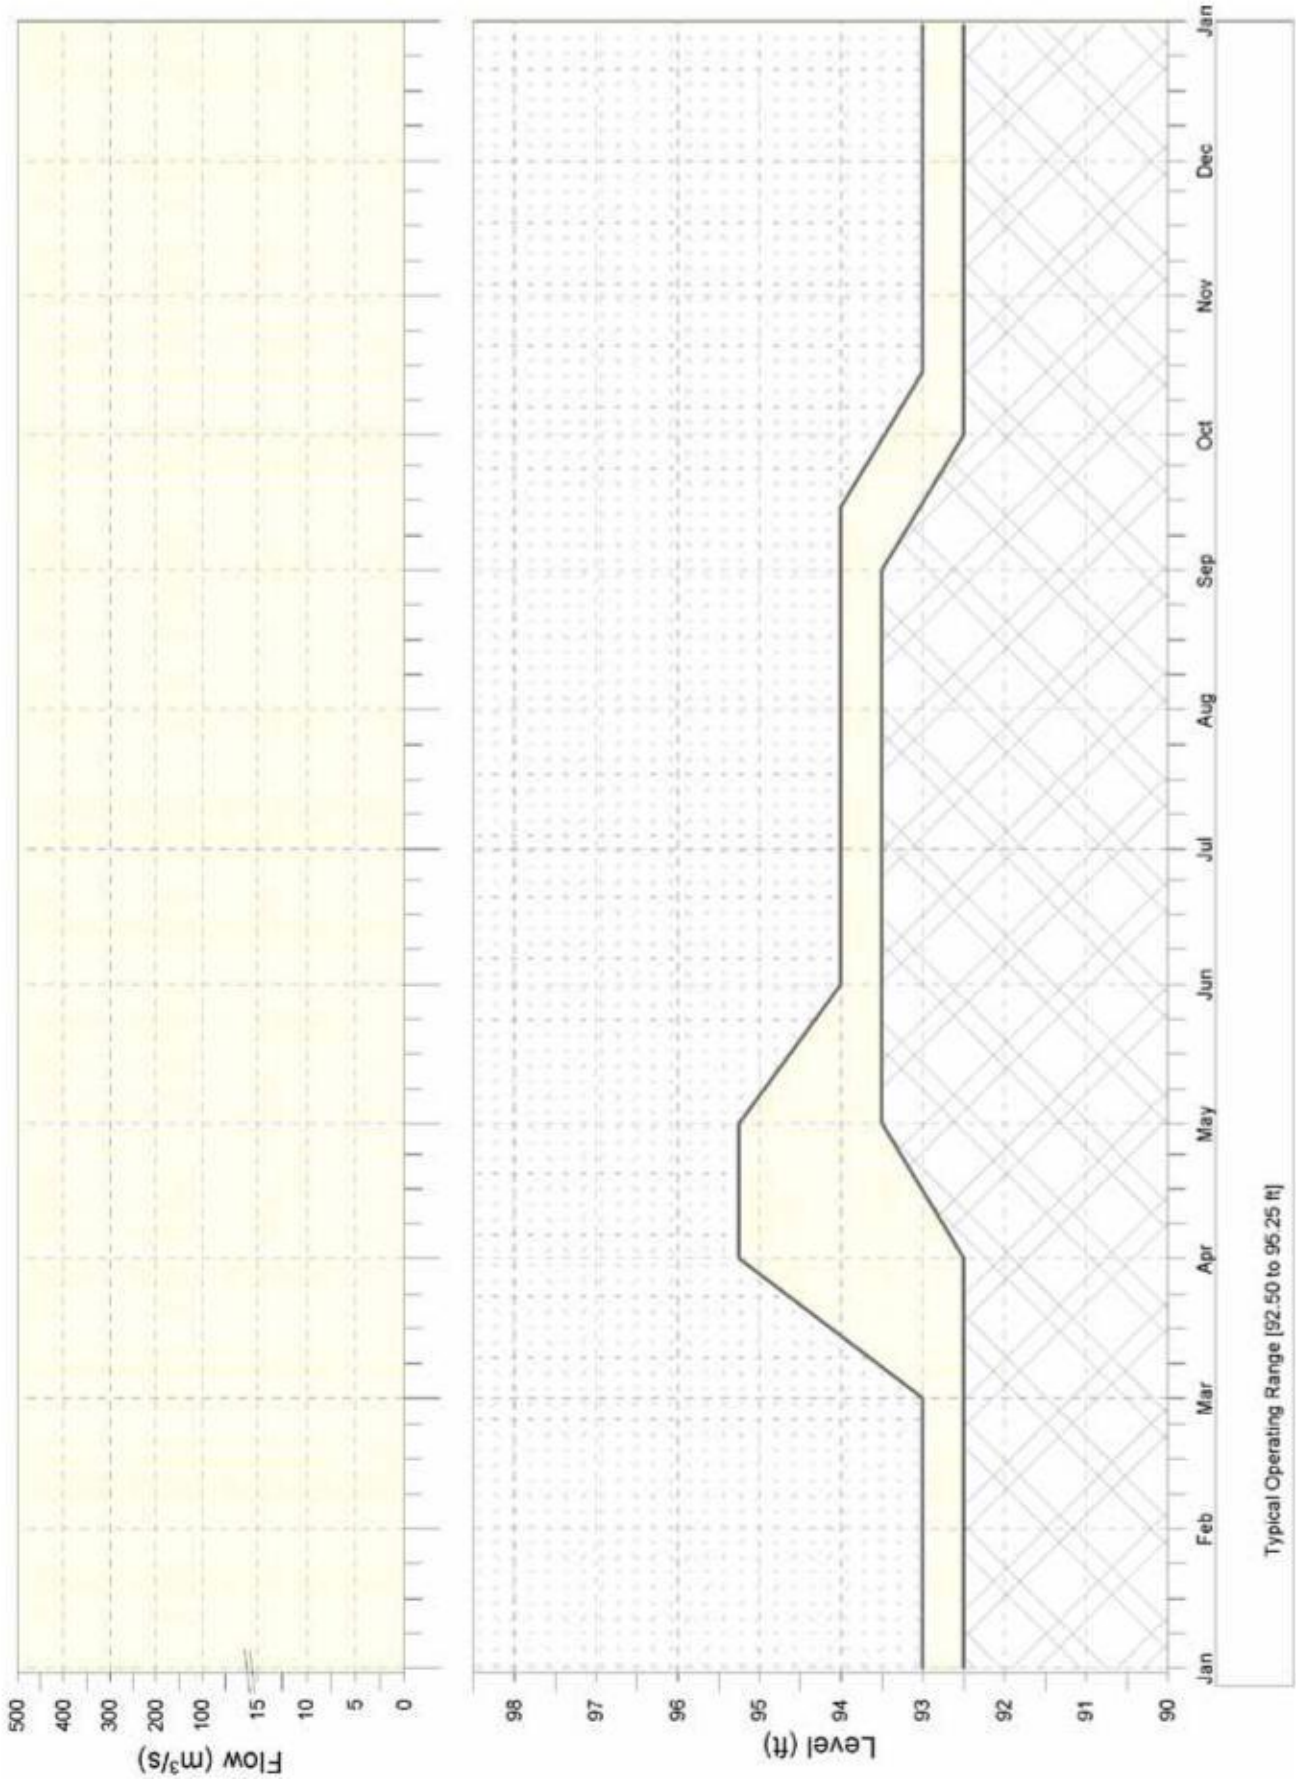 500
400
300
200
100
15
10
5
0
Flow (m³/s)
98
97
96
95
94
93
92
91
90
Level (ft)
Jan
Feb
Mar
Apr
May
Jun
Jul
Aug
Sep
Oct
Nov
Dec
Jan
Typical Operating Range [92.50 to 95.25 ft]